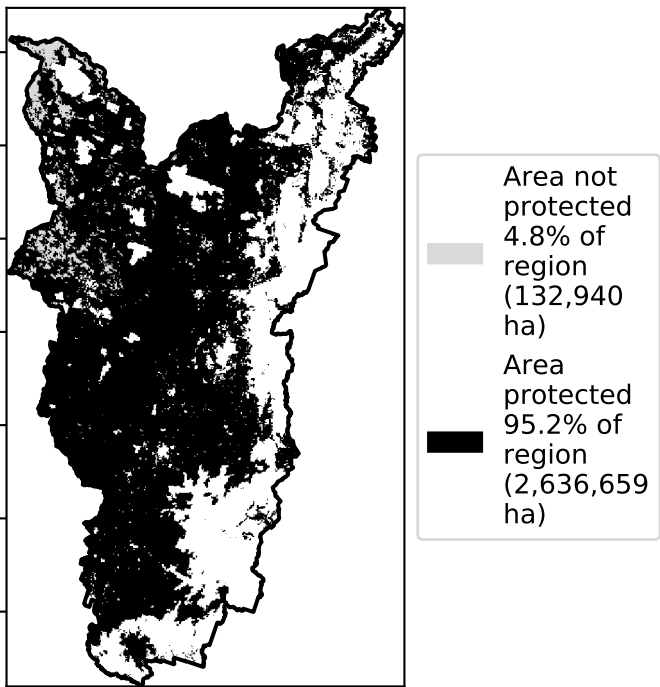 Area not
protected
4.8% of
region
(132,940
ha)
Area
protected
95.2% of
region
(2,636,659
ha)